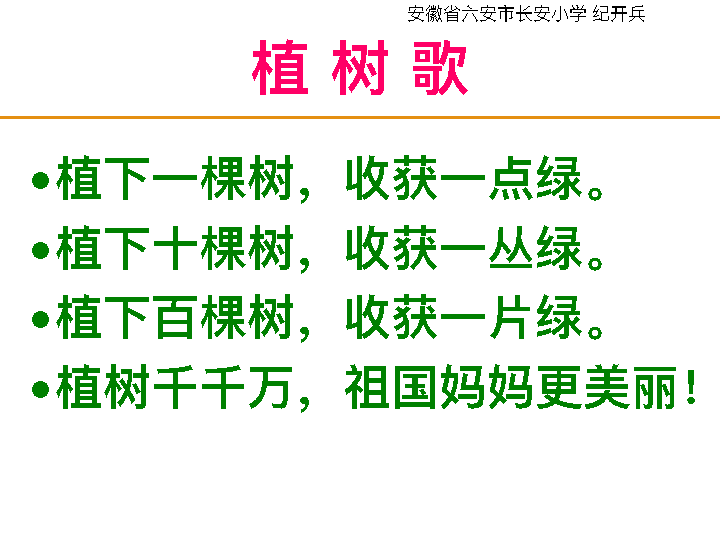 安徽省六安市长安小学 纪开兵
植 树 歌
•植下一棵树，收获一点绿。
•植下十棵树，收获一丛绿。
•植下百棵树，收获一片绿。
•植树千千万，祖国妈妈更美丽！